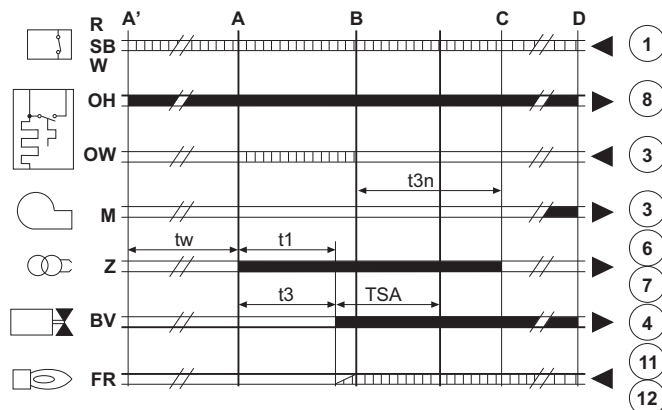 R A' A B C D
SB 1
W
OH 8
OW 3
t3n
M 3
tw t1 6
Z 7
t3 TSA
BV 4
11
FR 12